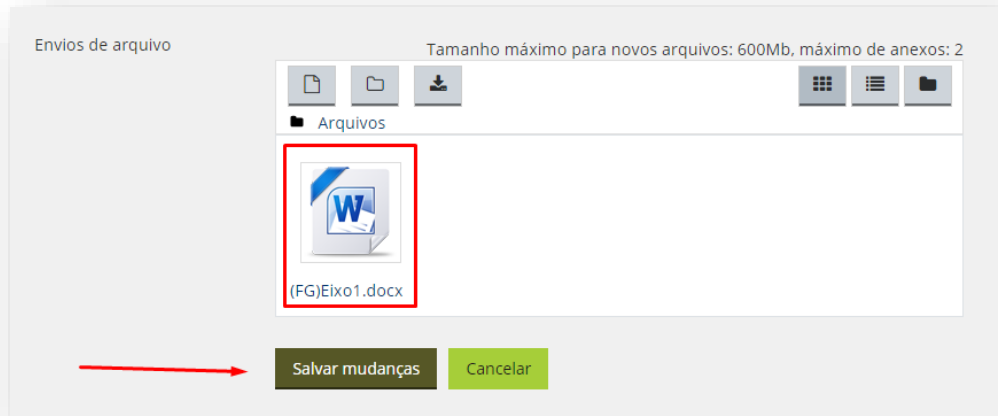 Envios de arquivo
Tamanho máximo para novos arquivos: 600Mb, máximo de anexos: 2
Arquivos
W
(FG)Eixo1.docx
Salvar mudanças
Cancelar